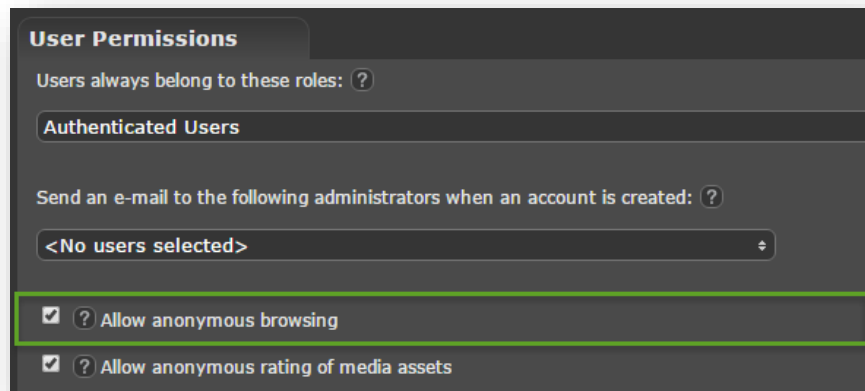 User Permissions
Users always belong to these roles: ?
Authenticated Users
Send an e-mail to the following administrators when an account is created: ?
<No users selected>
? Allow anonymous browsing
? Allow anonymous rating of media assets